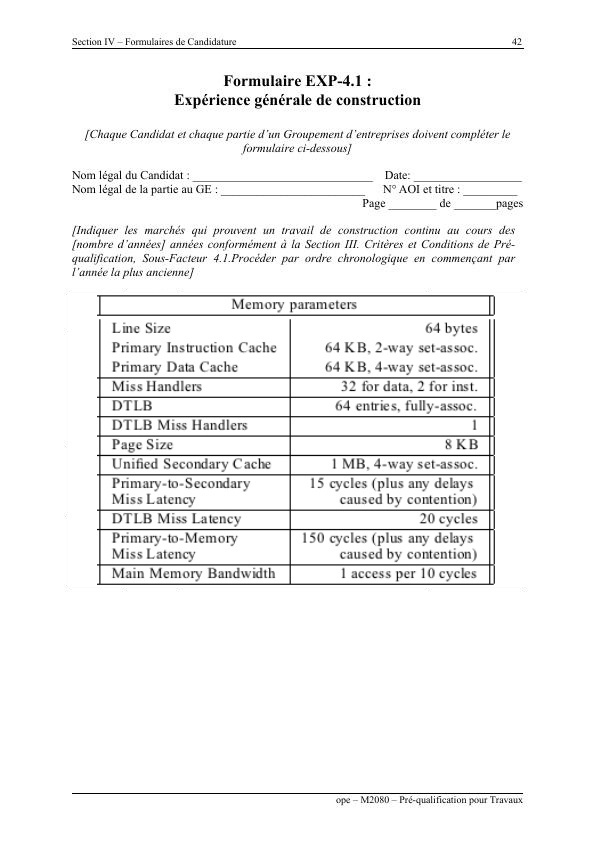 Section IV – Formulaires de Candidature 42
Formulaire EXP-4.1 :
Expérience générale de construction
[Chaque Candidat et chaque partie d’un Groupement d’entreprises doivent compléter le
formulaire ci-dessous]
Nom légal du Candidat : _______________________________ Date: ___________________
Nom légal de la partie au GE : _________________________ N° AOI et titre : __________
Page ________ de _______pages
[Indiquer les marchés qui prouvent un travail de construction continu au cours des
[nombre d’années] années conformément à la Section III. Critères et Conditions de Pré-
qualification, Sous-Facteur 4.1.Procéder par ordre chronologique en commençant par
l’année la plus ancienne]
Memory parameters
Line Size 64 bytes
Primary Instruction Cache 64 KB, 2-way set-assoc.
Primary Data Cache 64 KB, 4-way set-assoc.
Miss Handlers 32 for data, 2 for inst.
DTLB 64 entries, fully-assoc.
DTLB Miss Handlers 1
Page Size 8 KB
Unified Secondary Cache 1 MB, 4-way set-assoc.
Primary-to-Secondary 15 cycles (plus any delays
Miss Latency caused by contention)
DTLB Miss Latency 20 cycles
Primary-to-Memory 150 cycles (plus any delays
Miss Latency caused by contention)
Main Memory Bandwidth 1 access per 10 cycles
ope – M2080 – Pré-qualification pour Travaux